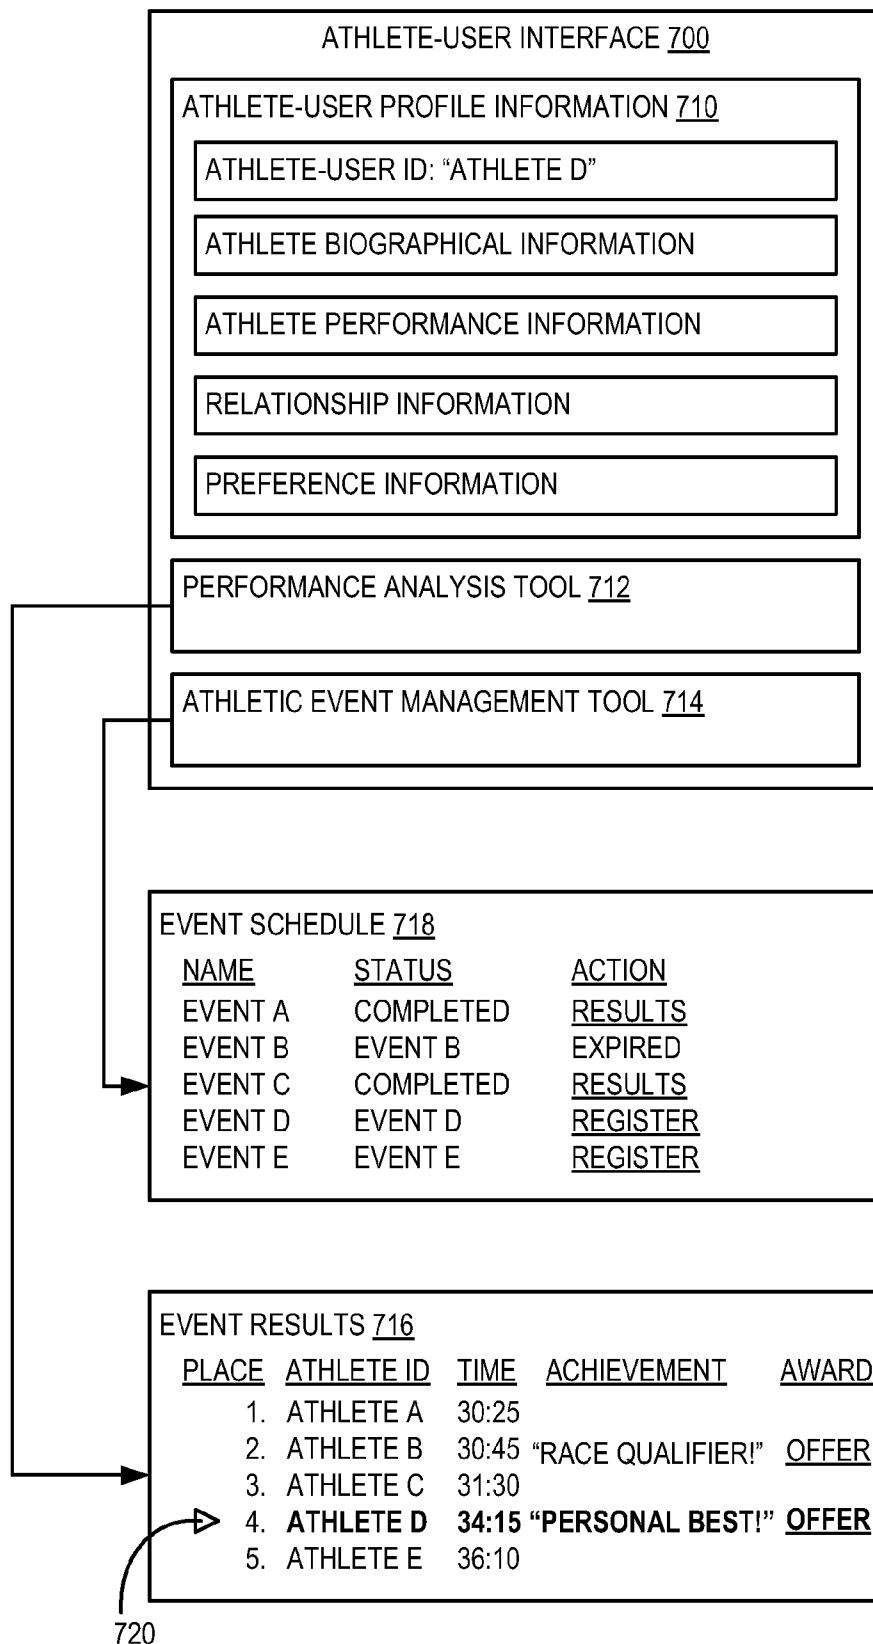 ATHLETE-USER INTERFACE 700
ATHLETE-USER PROFILE INFORMATION 710
ATHLETE-USER ID: “ATHLETE D”
ATHLETE BIOGRAPHICAL INFORMATION
ATHLETE PERFORMANCE INFORMATION
RELATIONSHIP INFORMATION
PREFERENCE INFORMATION
PERFORMANCE ANALYSIS TOOL 712
ATHLETIC EVENT MANAGEMENT TOOL 714
EVENT SCHEDULE 718
NAME STATUS ACTION
EVENT A COMPLETED RESULTS
EVENT B EVENT B EXPIRED
EVENT C COMPLETED RESULTS
EVENT D EVENT D REGISTER
EVENT E EVENT E REGISTER
EVENT RESULTS 716
PLACE ATHLETE ID TIME ACHIEVEMENT AWARD
1. ATHLETE A 30:25
2. ATHLETE B 30:45 “RACE QUALIFIER!” OFFER
3. ATHLETE C 31:30
4. ATHLETE D 34:15 “PERSONAL BEST!” OFFER
5. ATHLETE E 36:10
720